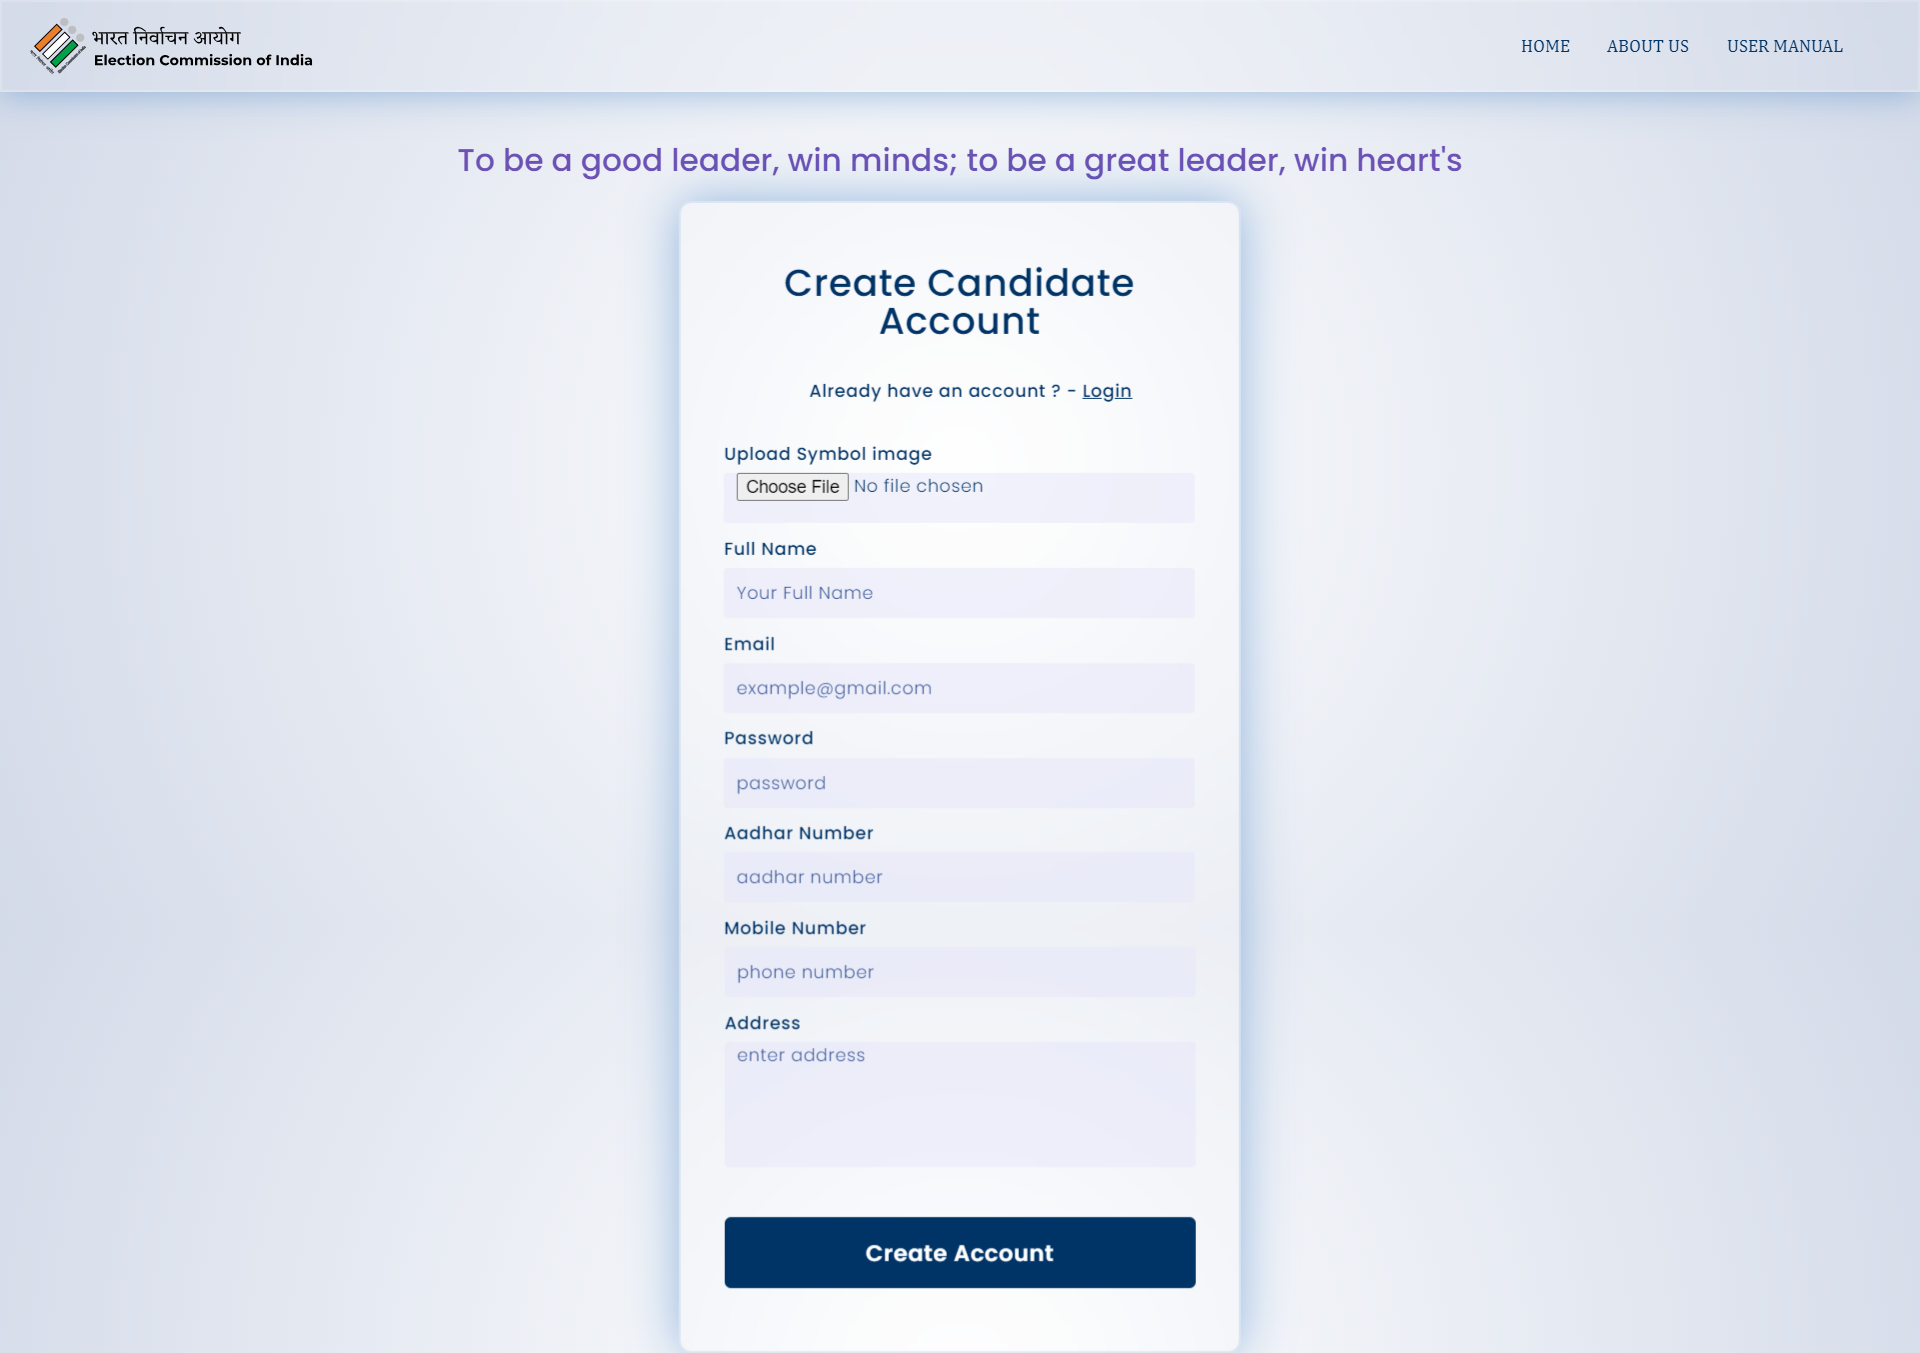 भारत निर्वाचन आयोग
Election Commission of India
HOME ABOUT US USER MANUAL
To be a good leader, win minds; to be a great leader, win heart's
Create Candidate
Account
Already have an account ? - Login
Upload Symbol image
Choose File No file chosen
Full Name
Your Full Name
Email
example@gmail.com
Password
password
Aadhar Number
aadhar number
Mobile Number
phone number
Address
enter address
Create Account